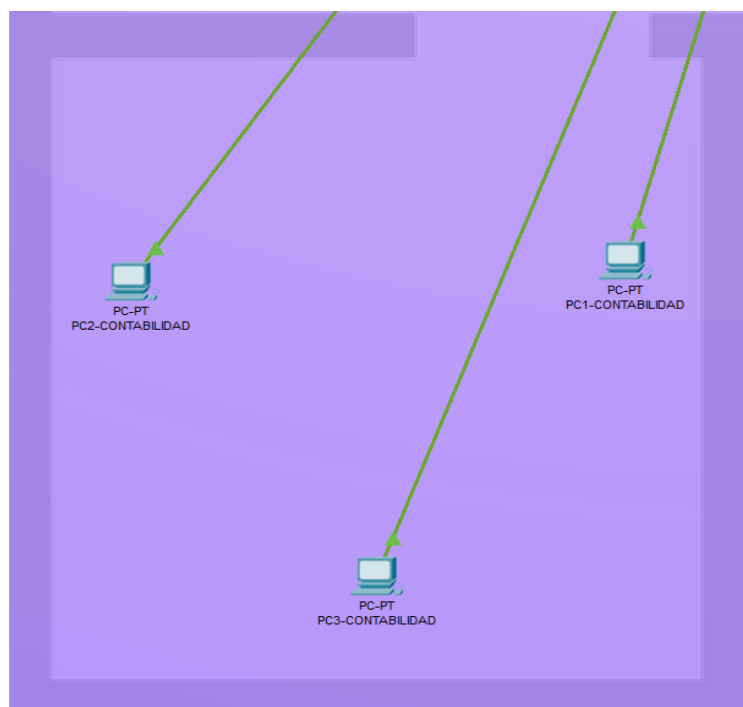 PC-PT
PC2-CONTABILIDAD
PC-PT
PC1-CONTABILIDAD
PC-PT
PC3-CONTABILIDAD